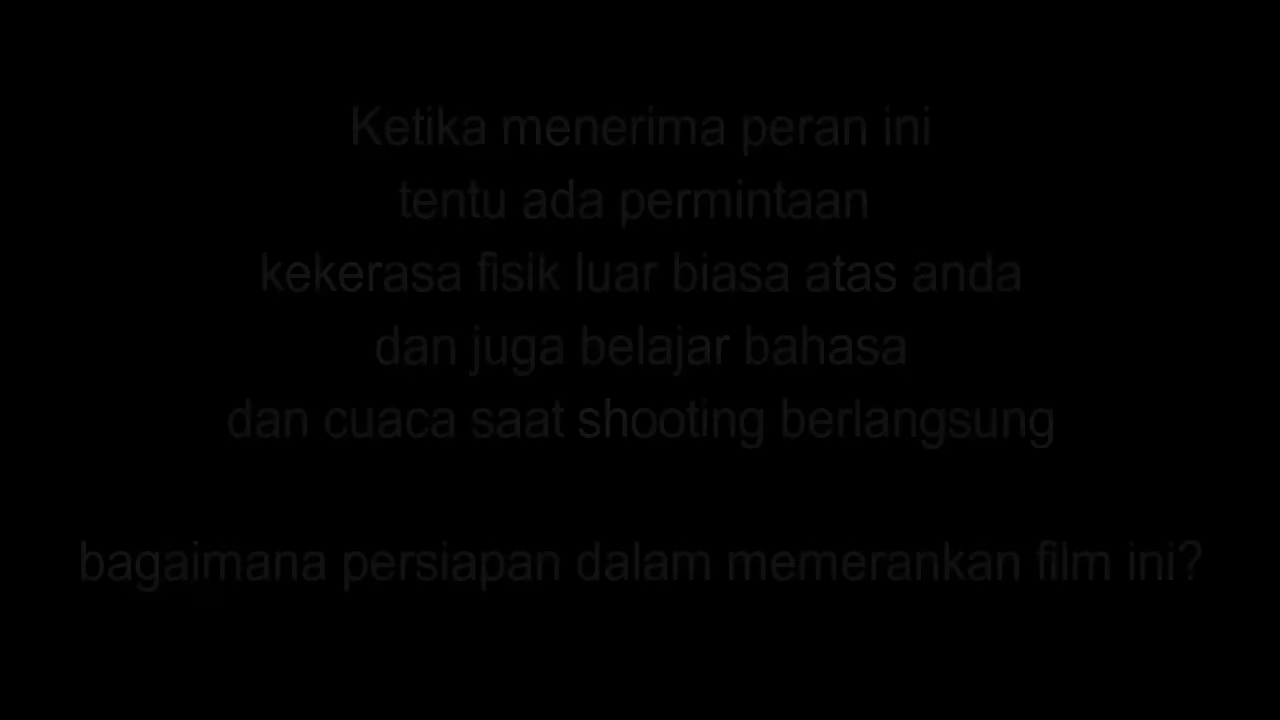 Ketika menerima peran ini
tentu ada permintaan
kekerasa fisik luar biasa atas anda
dan juga belajar bahasa
dan cuaca saat shooting berlangsung
bagaimana persiapan dalam memerankan film ini?